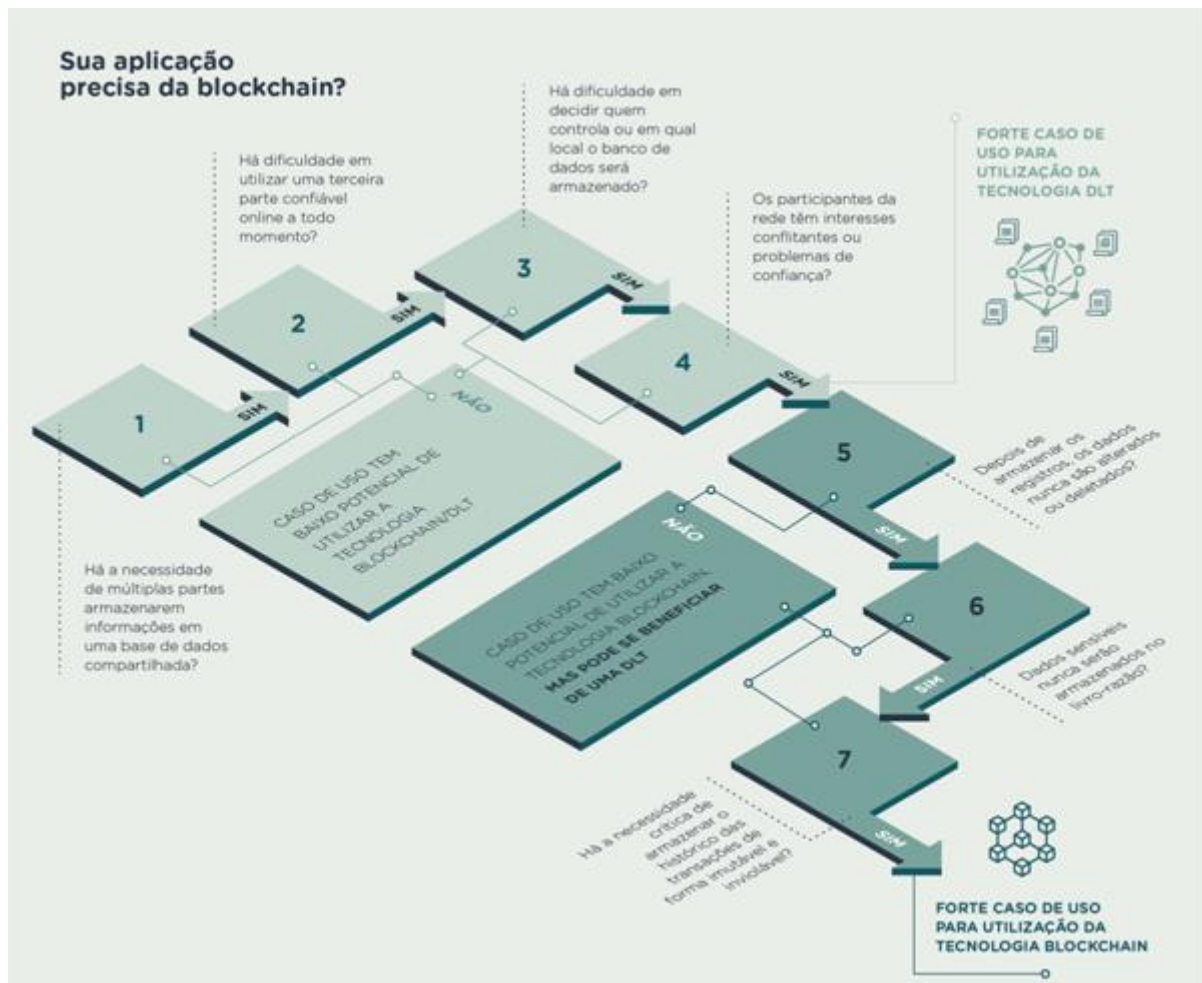 Sua aplicação
precisa da blockchain?
1
Há a necessidade
de múltiplas partes
armazenarem
informações em
uma base de dados
compartilhada?
SIM
2
Há dificuldade em
utilizar uma terceira
parte confiável
online a todo
momento?
SIM
3
Há dificuldade em
decidir quem
controla ou em qual
local o banco de
dados será
armazenado?
SIM
4
Os participantes da
rede têm interesses
conflitantes ou
problemas de
confiança?
SIM
FORTE CASO DE
USO PARA
UTILIZAÇÃO DA
TECNOLOGIA DLT
NÃO
CASO DE USO TEM
BAIXO POTENCIAL DE
UTILIZAR A
TECNOLOGIA
BLOCKCHAIN/DLT
5
Depois de
armazenar os
registros, os dados
nunca são alterados
ou deletados?
SIM
6
Dados sensíveis
nunca serão
armazenados no
livro-razão?
SIM
NÃO
CASO DE USO TEM BAIXO
POTENCIAL DE UTILIZAR A
TECNOLOGIA BLOCKCHAIN,
MAS PODE SE BENEFICIAR
DE UMA DLT
7
Há a necessidade
crítica de
armazenar o
histórico das
transações de
forma imutável e
inviolável?
SIM
FORTE CASO DE USO
PARA UTILIZAÇÃO DA
TECNOLOGIA BLOCKCHAIN